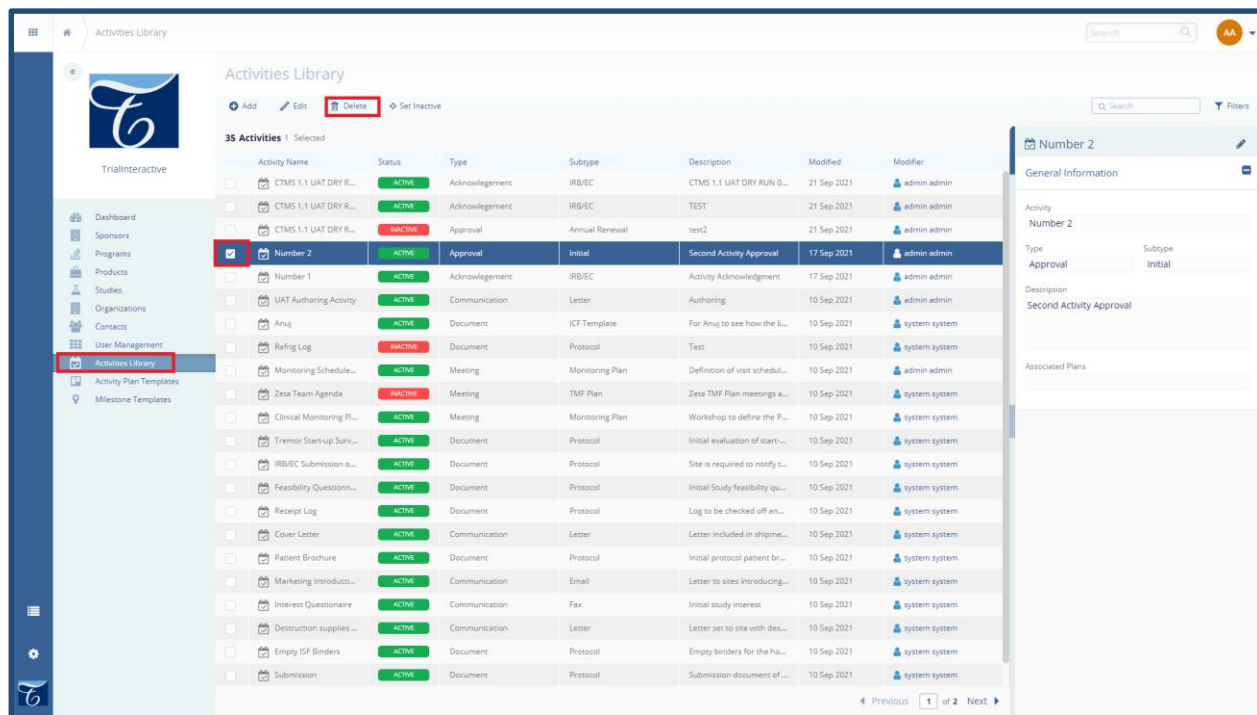 Activities Library
Search
AA
TrialInteractive
Dashboard
Sponsors
Programs
Products
Studies
Organizations
Contacts
User Management
Activities Library
Activity Plan Templates
Milestone Templates
Activities Library
Add Edit Delete Set Inactive
Search Filters
35 Activities 1 Selected
Activity Name Status Type Subtype Description Modified Modifier
CTMS 1.1 UAT DRY R... ACTIVE Acknowlegement IRB/EC CTMS 1.1 UAT DRY RUN 0... 21 Sep 2021 admin admin
CTMS 1.1 UAT DRY R... ACTIVE Acknowlegement IRB/EC TEST 21 Sep 2021 admin admin
CTMS 1.1 UAT DRY R... INACTIVE Approval Annual Renewal test2 21 Sep 2021 admin admin
Number 2 ACTIVE Approval Initial Second Activity Approval 17 Sep 2021 admin admin
Number 1 ACTIVE Acknowlegement IRB/EC Activity Acknowledgment 17 Sep 2021 admin admin
UAT Authoring Activity ACTIVE Communication Letter Authoring 10 Sep 2021 admin admin
Anuj ACTIVE Document ICF Template For Anuj to see how the li... 10 Sep 2021 system system
Refrig Log INACTIVE Document Protocol Test 10 Sep 2021 system system
Monitoring Schedule... ACTIVE Meeting Monitoring Plan Definition of visit schedul... 10 Sep 2021 admin admin
Zeta Team Agenda INACTIVE Meeting TMF Plan Zeta TMF Plan meetings a... 10 Sep 2021 system system
Clinical Monitoring Pl... ACTIVE Meeting Monitoring Plan Workshop to define the P... 10 Sep 2021 system system
Tremor Start-up Surv... ACTIVE Document Protocol Initial evaluation of start-... 10 Sep 2021 system system
IRB/EC Submission o... ACTIVE Document Protocol Site is required to notify t... 10 Sep 2021 system system
Feasibility Questionn... ACTIVE Document Protocol Initial Study feasibility qu... 10 Sep 2021 system system
Receipt Log ACTIVE Document Protocol Log to be checked off an... 10 Sep 2021 system system
Cover Letter ACTIVE Communication Letter Letter included in shipme... 10 Sep 2021 system system
Patient Brochure ACTIVE Document Protocol Initial protocol patient br... 10 Sep 2021 system system
Marketing Introducti... ACTIVE Communication Email Letter to sites introducing... 10 Sep 2021 system system
Interest Questionaire ACTIVE Communication Fax Initial study interest 10 Sep 2021 system system
Destruction supplies ... ACTIVE Communication Letter Letter set to site with des... 10 Sep 2021 system system
Empty ISF Binders ACTIVE Document Protocol Empty binders for the ho... 10 Sep 2021 system system
Submission ACTIVE Document Protocol Submission document of ... 10 Sep 2021 system system
Previous 1 of 2 Next
Number 2
General Information
Activity
Number 2
Type Subtype
Approval Initial
Description
Second Activity Approval
Associated Plans